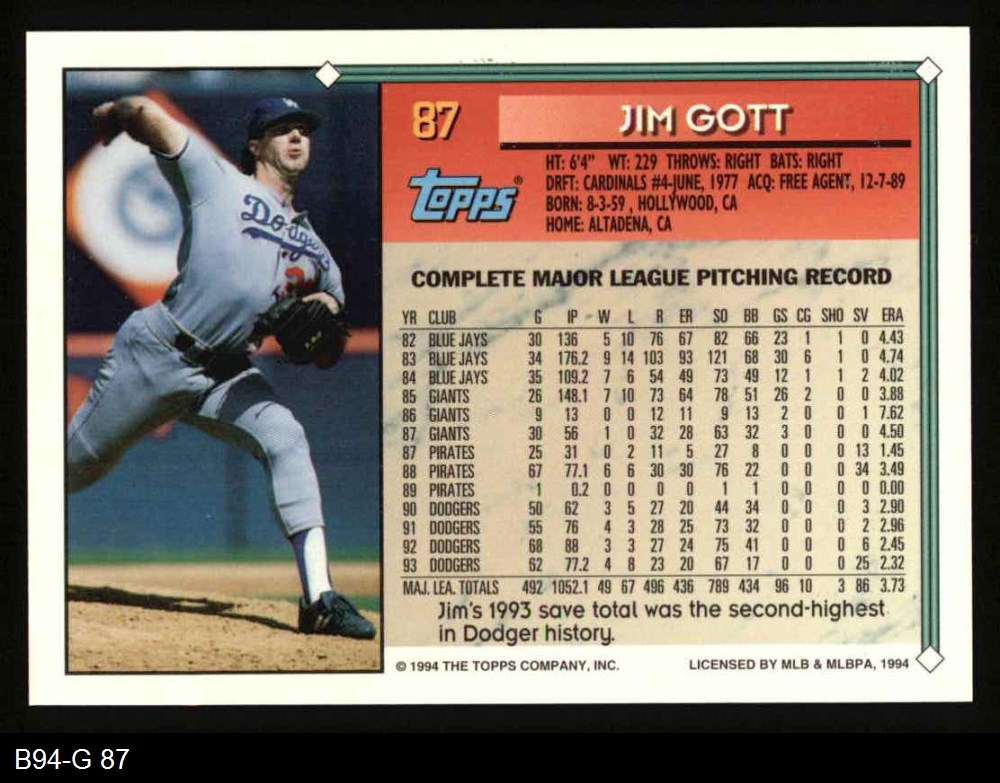 87
JIM GOTT
Topps®
HT: 6'4" WT: 229 THROWS: RIGHT BATS: RIGHT
DRFT: CARDINALS #4-JUNE, 1977 ACQ: FREE AGENT, 12-7-89
BORN: 8-3-59 , HOLLYWOOD, CA
HOME: ALTADENA, CA
Dodgers
COMPLETE MAJOR LEAGUE PITCHING RECORD
YR CLUB G IP W L R ER SO BB GS CG SHO SV ERA
82 BLUE JAYS 30 136 5 10 76 67 82 66 23 1 1 0 4.43
83 BLUE JAYS 34 176.2 9 14 103 93 121 68 30 6 1 0 4.74
84 BLUE JAYS 35 109.2 7 6 54 49 73 49 12 1 1 2 4.02
85 GIANTS 26 148.1 7 10 73 64 78 51 26 2 0 0 3.88
86 GIANTS 9 13 0 0 12 11 9 13 2 0 0 1 7.62
87 GIANTS 30 56 1 0 32 28 63 32 3 0 0 0 4.50
87 PIRATES 25 31 0 2 11 5 27 8 0 0 0 13 1.45
88 PIRATES 67 77.1 6 6 30 30 76 22 0 0 0 34 3.49
89 PIRATES 1 0.2 0 0 0 0 1 1 0 0 0 0 0.00
90 DODGERS 50 62 3 5 27 20 44 34 0 0 0 3 2.90
91 DODGERS 55 76 4 3 28 25 73 32 0 0 0 2 2.96
92 DODGERS 68 88 3 3 27 24 75 41 0 0 0 6 2.45
93 DODGERS 62 77.2 4 8 23 20 67 17 0 0 0 25 2.32
MAJ. LEA. TOTALS 492 1052.1 49 67 496 436 789 434 96 10 3 86 3.73
Jim's 1993 save total was the second-highest
in Dodger history.
© 1994 THE TOPPS COMPANY, INC. LICENSED BY MLB & MLBPA, 1994
B94-G 87